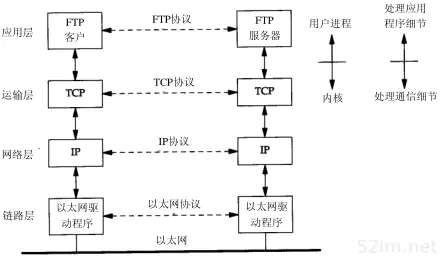 应用层
FTP
客户
FTP协议
FTP
服务器
用户进程
处理应用
程序细节
运输层
TCP
TCP协议
TCP
内核
处理通信细节
网络层
IP
IP协议
IP
链路层
以太网驱
动程序
以太网协议
以太网驱
动程序
以太网
52im.net